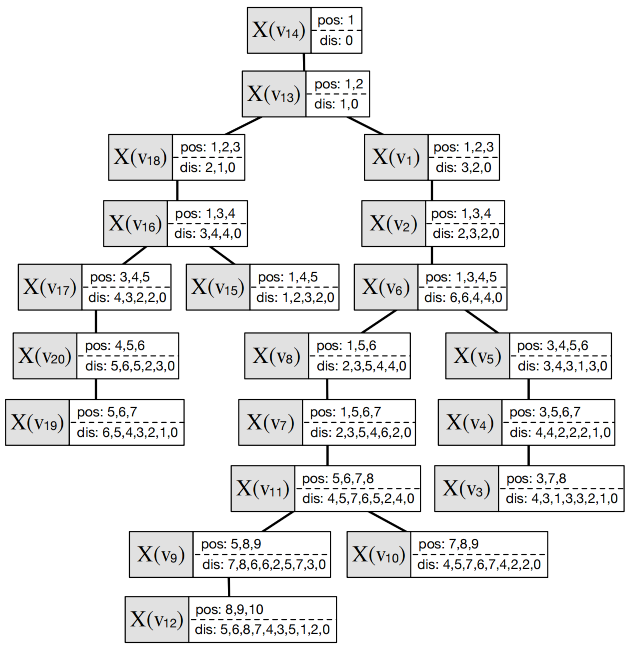 X(v14)
pos: 1
dis: 0
X(v13)
pos: 1,2
dis: 1,0
X(v18)
pos: 1,2,3
dis: 2,1,0
X(v1)
pos: 1,2,3
dis: 3,2,0
X(v16)
pos: 1,3,4
dis: 3,4,4,0
X(v2)
pos: 1,3,4
dis: 2,3,2,0
X(v17)
pos: 3,4,5
dis: 4,3,2,2,0
X(v15)
pos: 1,4,5
dis: 1,2,3,2,0
X(v6)
pos: 1,3,4,5
dis: 6,6,4,4,0
X(v20)
pos: 4,5,6
dis: 5,6,5,2,3,0
X(v8)
pos: 1,5,6
dis: 2,3,5,4,4,0
X(v5)
pos: 3,4,5,6
dis: 3,4,3,1,3,0
X(v19)
pos: 5,6,7
dis: 6,5,4,3,2,1,0
X(v7)
pos: 1,5,6,7
dis: 2,3,5,4,6,2,0
X(v4)
pos: 3,5,6,7
dis: 4,4,2,2,2,1,0
X(v11)
pos: 5,6,7,8
dis: 4,5,7,6,5,2,4,0
X(v3)
pos: 3,7,8
dis: 4,3,1,3,3,2,1,0
X(v9)
pos: 5,8,9
dis: 7,8,6,6,2,5,7,3,0
X(v10)
pos: 7,8,9
dis: 4,5,7,6,7,4,2,2,0
X(v12)
pos: 8,9,10
dis: 5,6,8,7,4,3,5,1,2,0